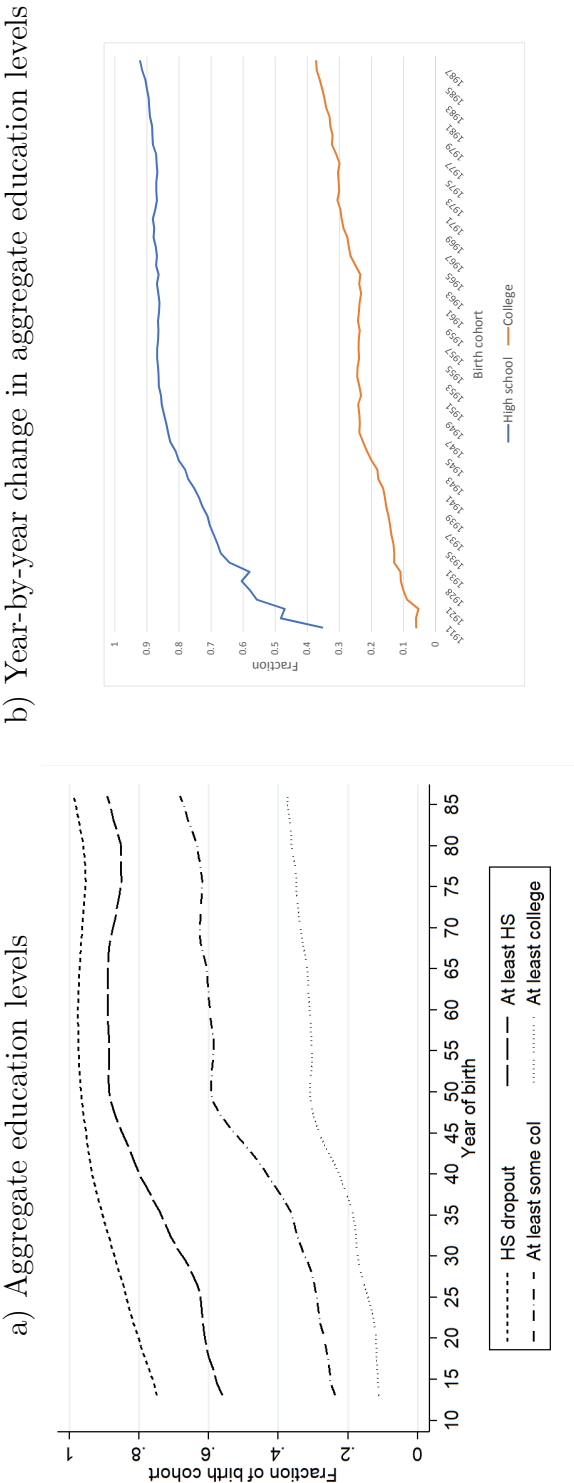 a) Aggregate education levels
Fraction of birth cohort
1
.8
.6
.4
.2
0
10 15 20 25 30 35 40 45 50 55 60 65 70 75 80 85
Year of birth
HS dropout At least HS
At least some col At least college
b) Year-by-year change in aggregate education levels
Fraction
1
0.9
0.8
0.7
0.6
0.5
0.4
0.3
0.2
0.1
0
1911 1921 1928 1931 1935 1937 1939 1941 1943 1945 1947 1949 1951 1953 1955 1957 1959 1961 1963 1965 1967 1969 1971 1973 1975 1977 1979 1981 1983 1985 1987
Birth cohort
High school College